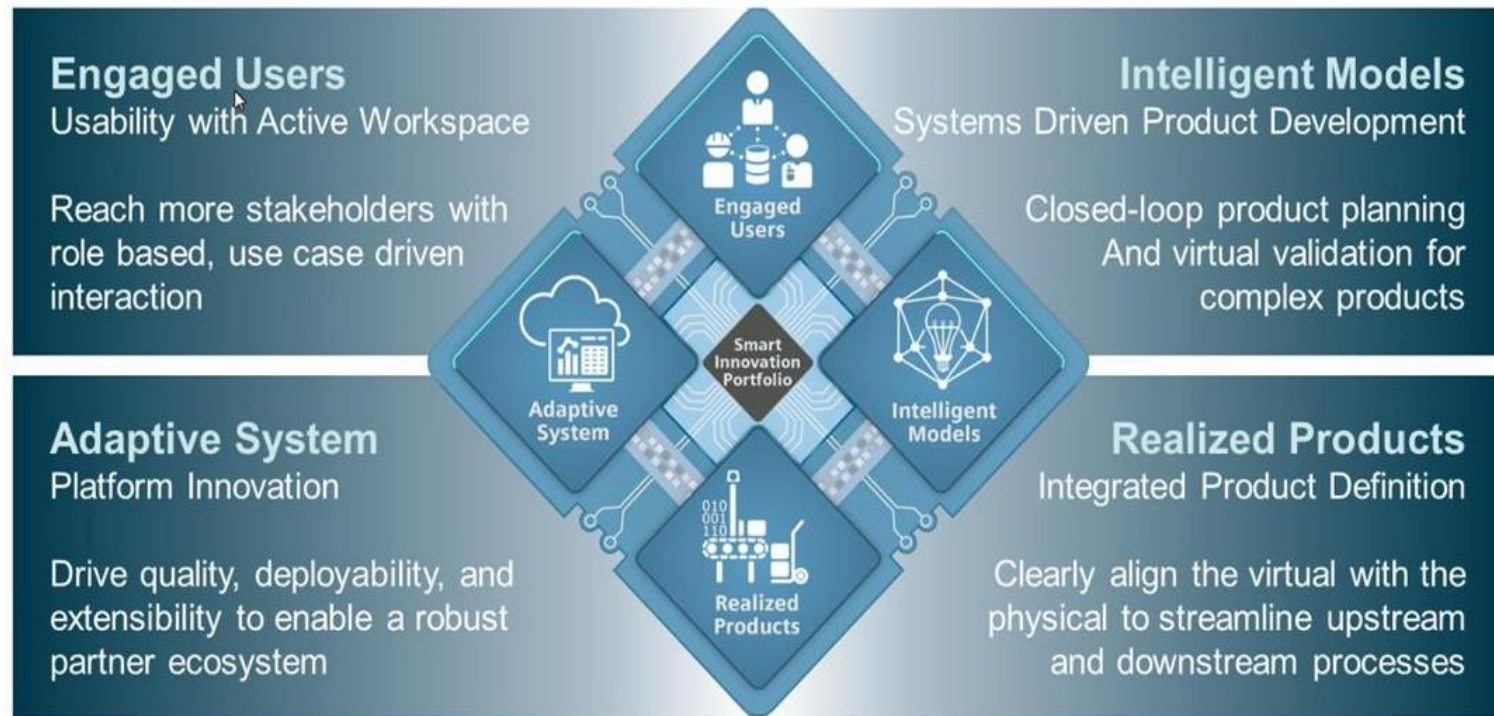 Engaged Users
Usability with Active Workspace
Reach more stakeholders with
role based, use case driven
interaction
Intelligent Models
Systems Driven Product Development
Closed-loop product planning
And virtual validation for
complex products
Engaged
Users
Adaptive
System
Smart
Innovation
Portfolio
Intelligent
Models
010
001
110
Realized
Products
Adaptive System
Platform Innovation
Drive quality, deployability, and
extensibility to enable a robust
partner ecosystem
Realized Products
Integrated Product Definition
Clearly align the virtual with the
physical to streamline upstream
and downstream processes